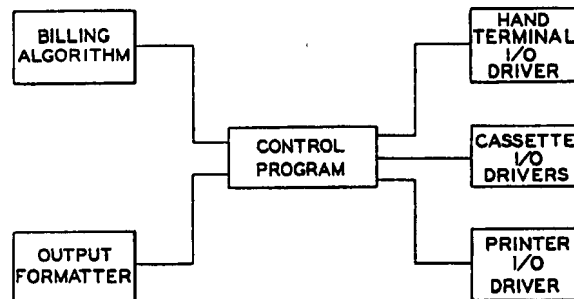 BILLING
ALGORITHM
HAND
TERMINAL
I/O
DRIVER
CONTROL
PROGRAM
CASSETTE
I/O
DRIVERS
OUTPUT
FORMATTER
PRINTER
I/O
DRIVER